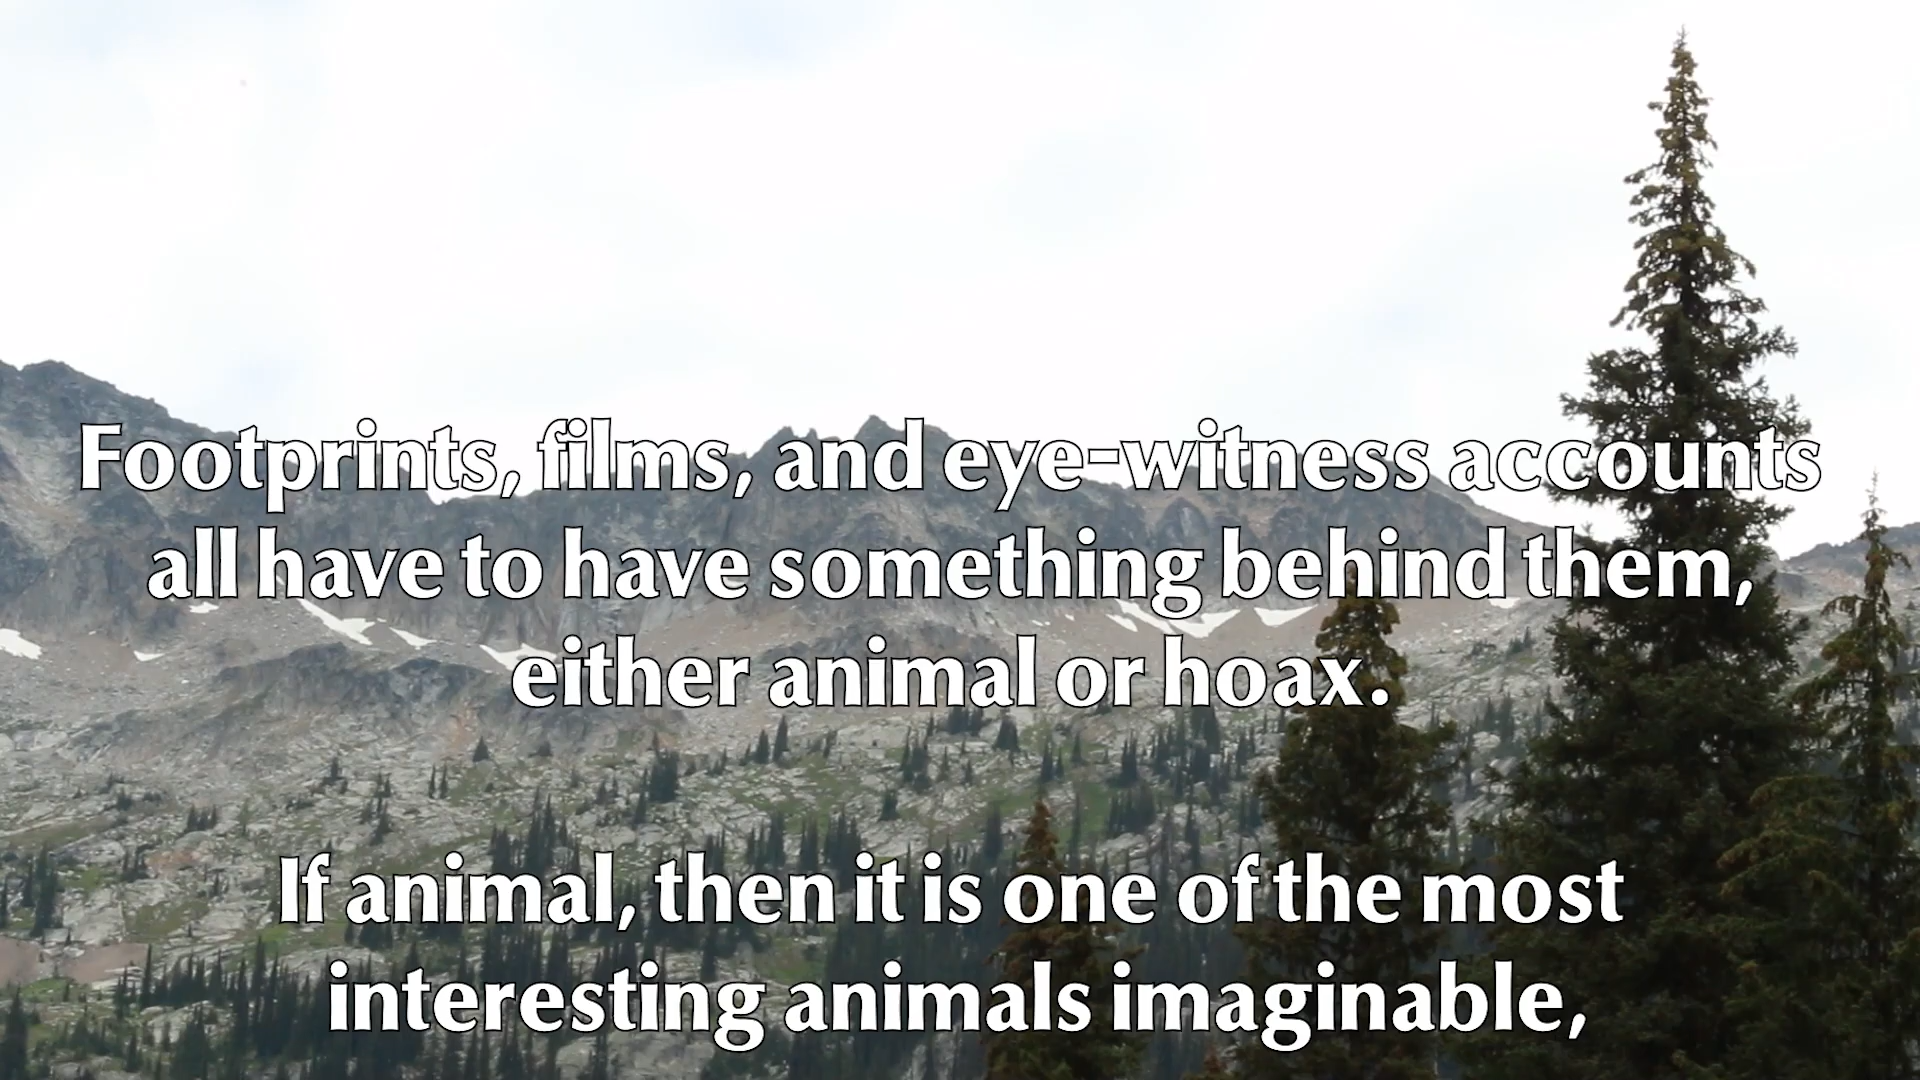 Footprints, films, and eye-witness accounts
all have to have something behind them,
either animal or hoax.
If animal, then it is one of the most
interesting animals imaginable,